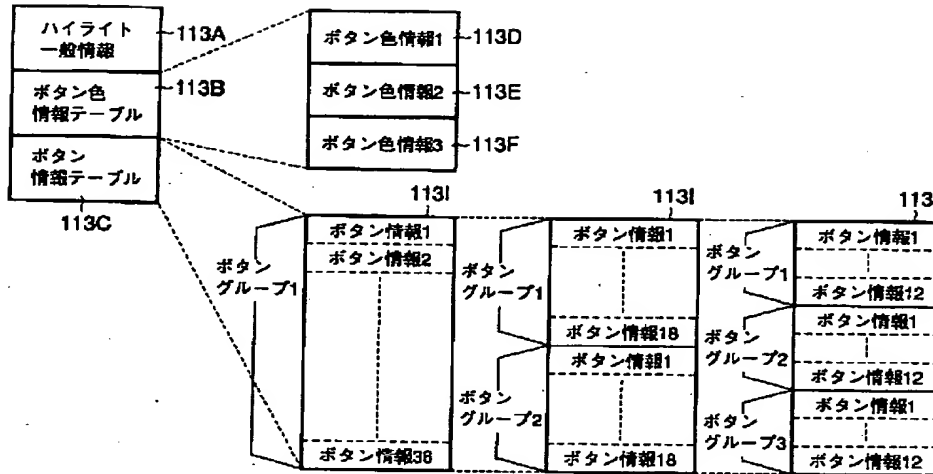 ハイライト
一般情報
113A
ボタン色
情報テーブル
113B
ボタン
情報テーブル
113C
ボタン色情報1
113D
ボタン色情報2
113E
ボタン色情報3
113F
113I
ボタン
グループ1
ボタン情報1
ボタン情報2
ボタン情報36
113I
ボタン
グループ1
ボタン情報1
ボタン情報18
ボタン
グループ2
ボタン情報1
ボタン情報18
113
ボタン
グループ1
ボタン情報1
ボタン情報12
ボタン
グループ2
ボタン情報1
ボタン情報12
ボタン
グループ3
ボタン情報1
ボタン情報12